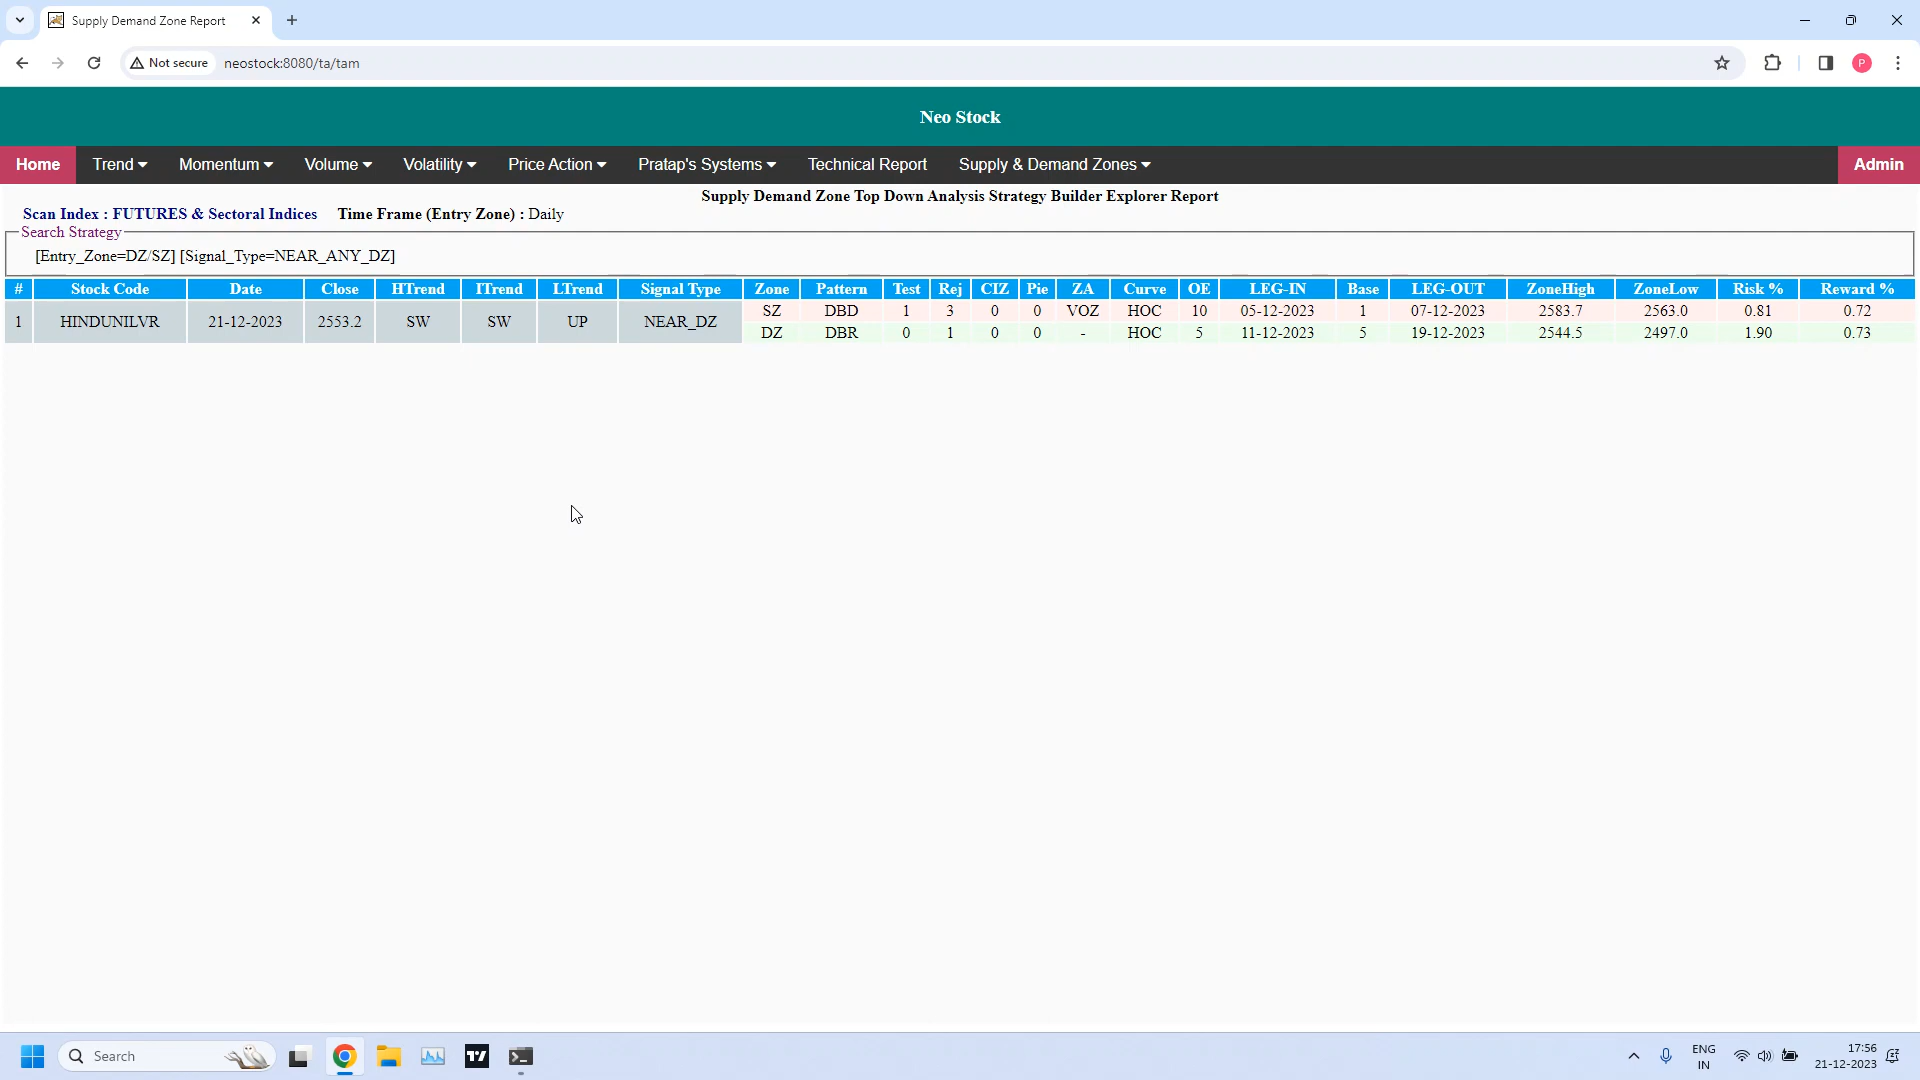 Supply Demand Zone Report
Not secure neostock:8080/ta/tam
P
Neo Stock
Home Trend Momentum Volume Volatility Price Action Pratap's Systems Technical Report Supply & Demand Zones Admin
Supply Demand Zone Top Down Analysis Strategy Builder Explorer Report
Scan Index : FUTURES & Sectoral Indices Time Frame (Entry Zone) : Daily
Search Strategy
[Entry_Zone=DZ/SZ] [Signal_Type=NEAR_ANY_DZ]
# Stock Code Date Close HTrend ITrend LTrend Signal Type Zone Pattern Test Rej CIZ Pie ZA Curve OE LEG-IN Base LEG-OUT ZoneHigh ZoneLow Risk % Reward %
1 HINDUNILVR 21-12-2023 2553.2 SW SW UP NEAR_DZ SZ DBD 1 3 0 0 VOZ HOC 10 05-12-2023 1 07-12-2023 2583.7 2563.0 0.81 0.72
DZ DBR 0 1 0 0 - HOC 5 11-12-2023 5 19-12-2023 2544.5 2497.0 1.90 0.73
Search ENG 17:56
IN 21-12-2023